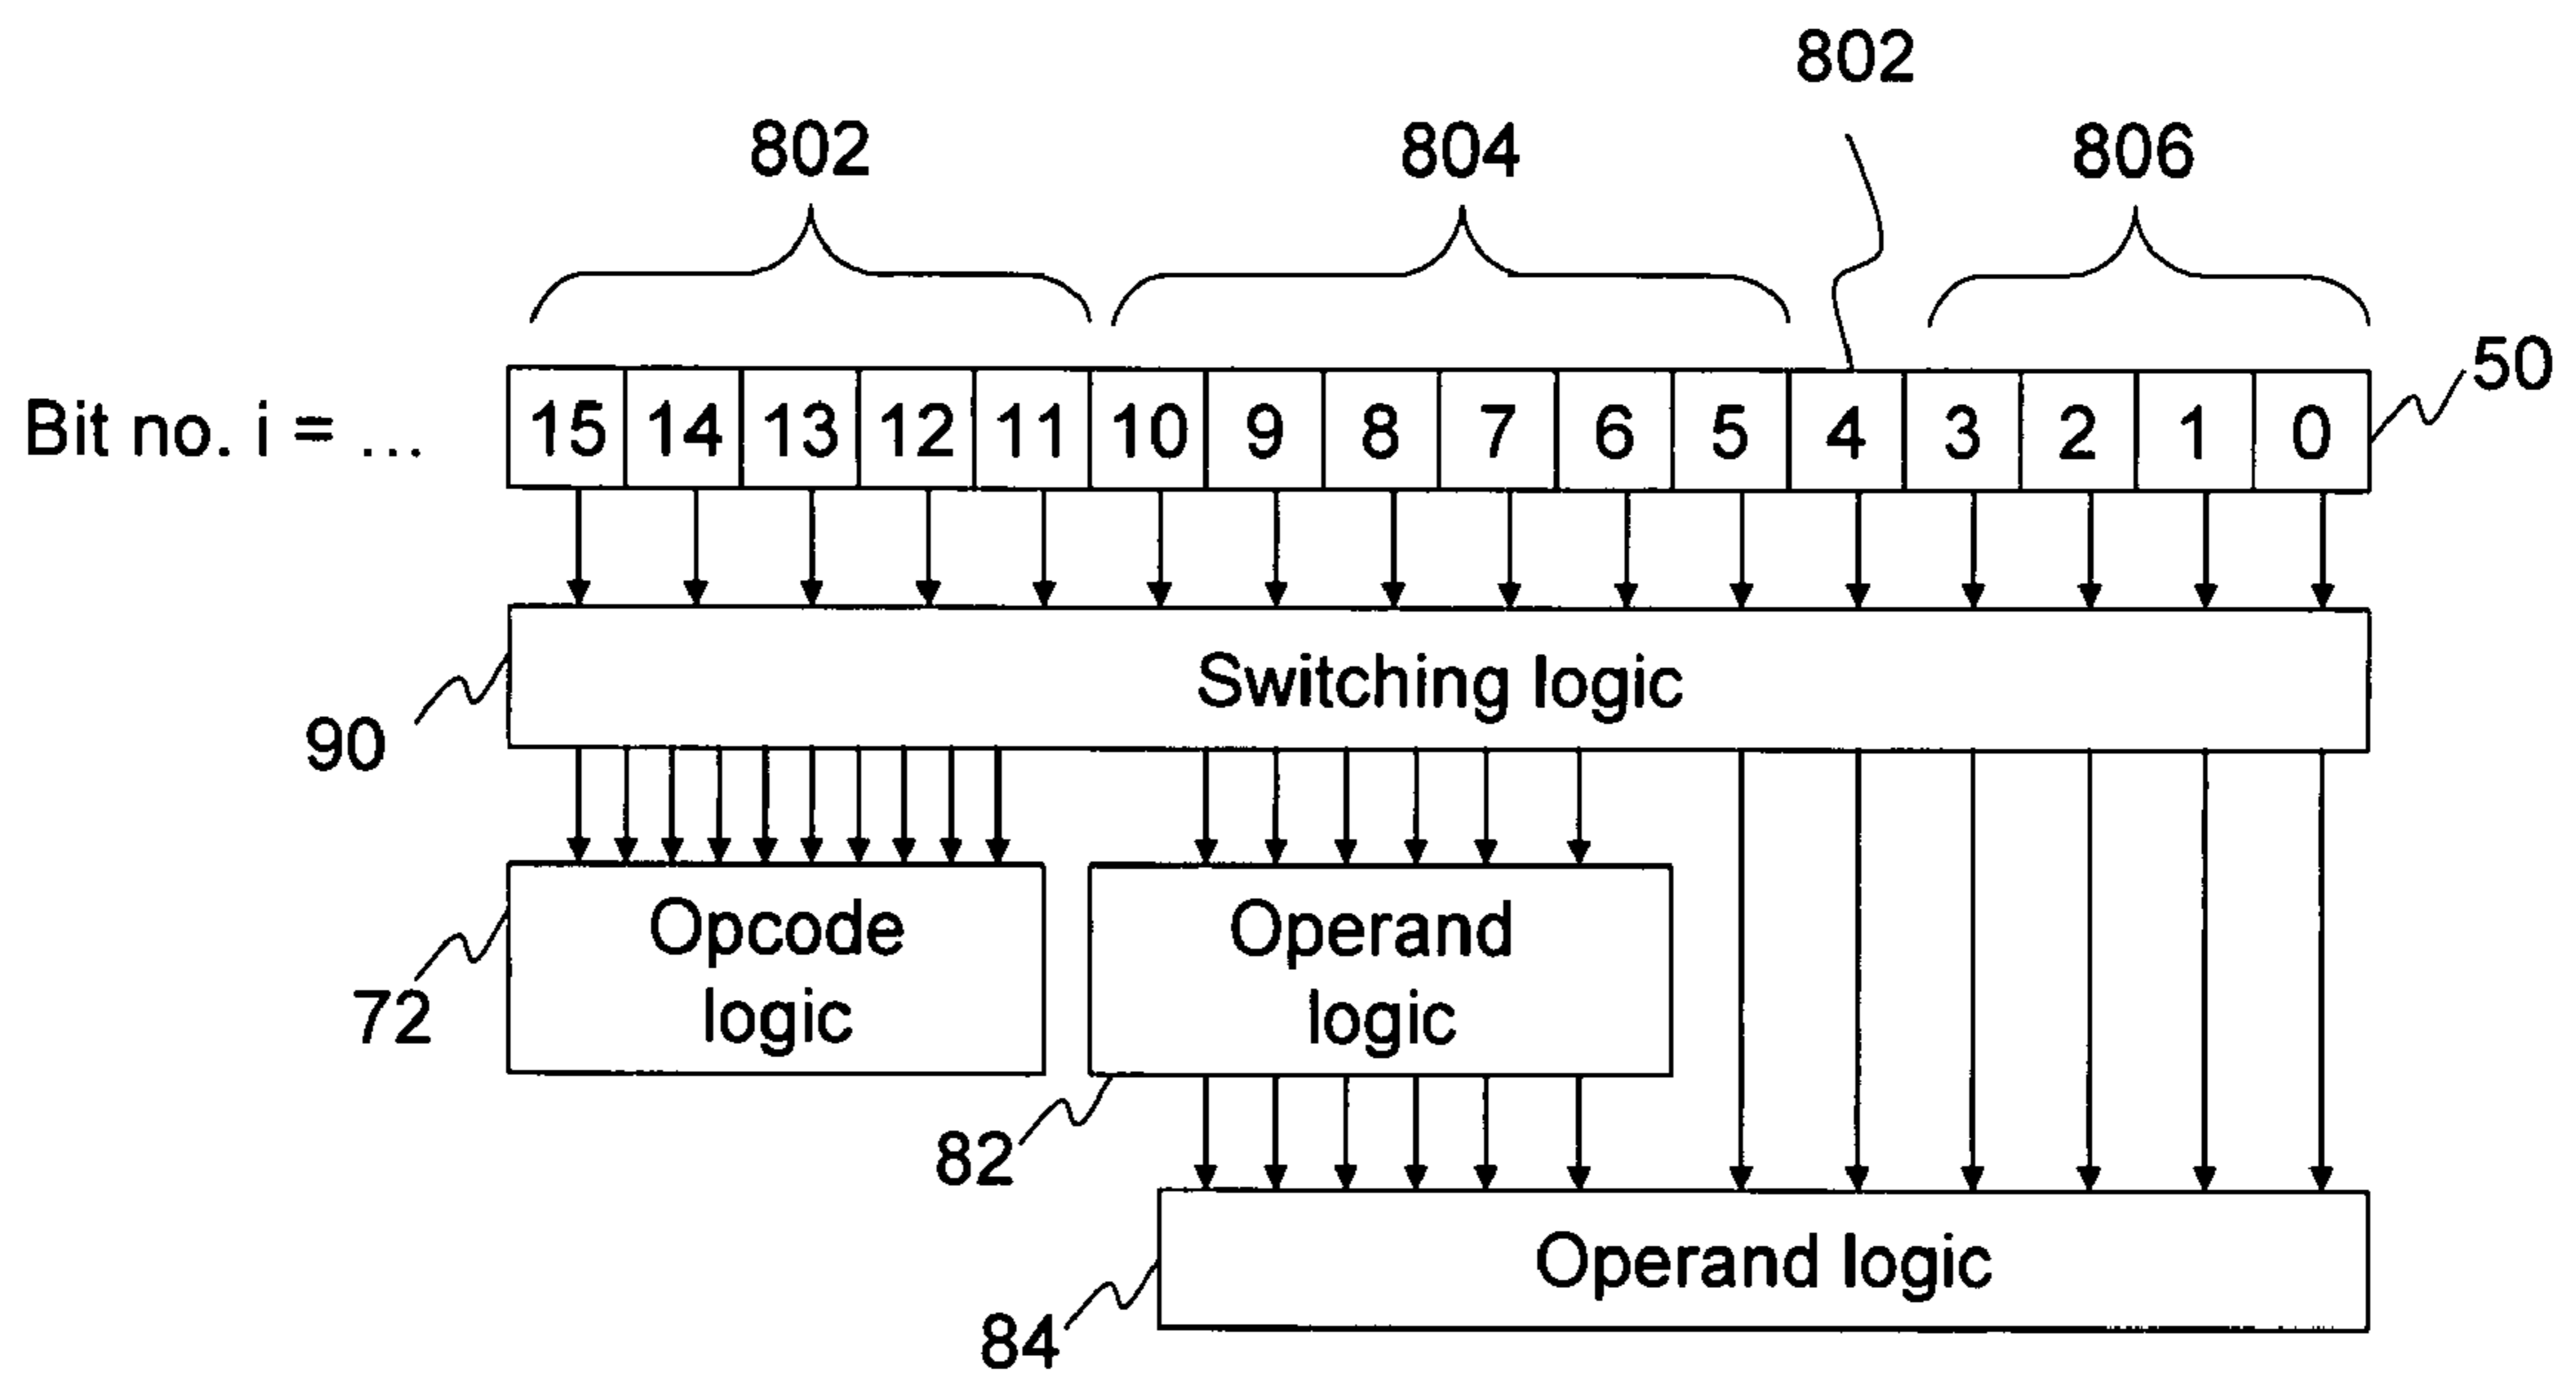 802
802 804 806
50
Bit no. i = ... 15 14 13 12 11 10 9 8 7 6 5 4 3 2 1 0
Switching logic
90
Opcode
logic
Operand
logic
72
82
Operand logic
84